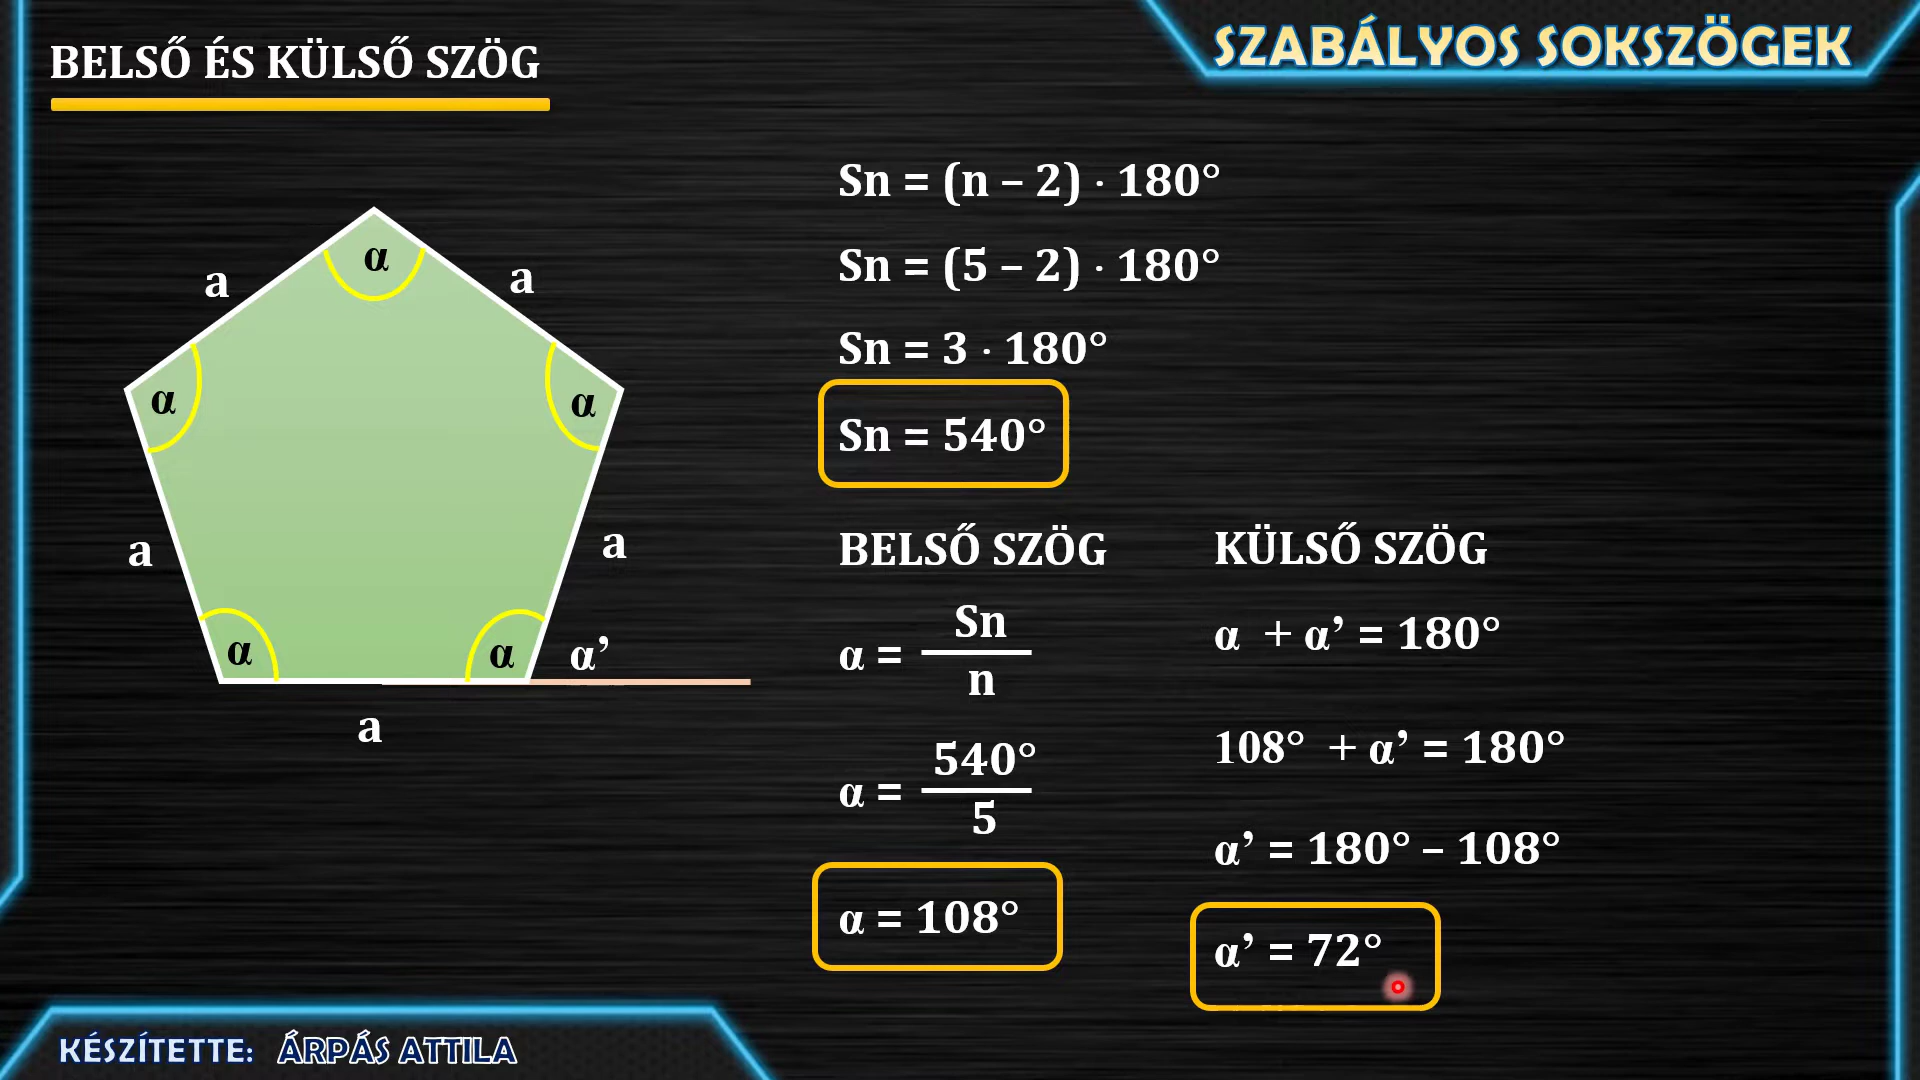 BELSŐ ÉS KÜLSŐ SZÖG
SZABÁLYOS SOKSZÖGEK
α
a
a
α
α
a
a
α
α
α’
a
Sn = (n – 2) · 180°
Sn = (5 – 2) · 180°
Sn = 3 · 180°
Sn = 540°
BELSŐ SZÖG
α = Sn
n
α = 540°
5
α = 108°
KÜLSŐ SZÖG
α + α’ = 180°
108° + α’ = 180°
α’ = 180° – 108°
α’ = 72°
KÉSZÍTETTE: ÁRPÁS ATTILA